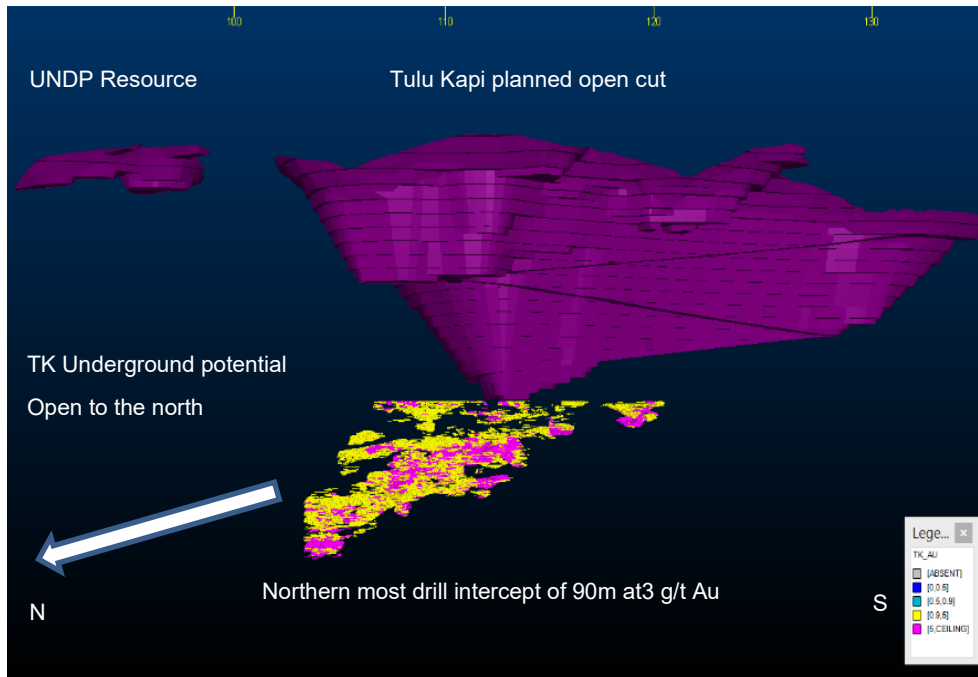 100 110 120 130
UNDP Resource
Tulu Kapi planned open cut
TK Underground potential
Open to the north
Northern most drill intercept of 90m at3 g/t Au
N
S
Lege... x
TK_AU
[ABSENT]
[0,0.5]
[0.5,0.9]
[0.9,5]
[5,CEILING]